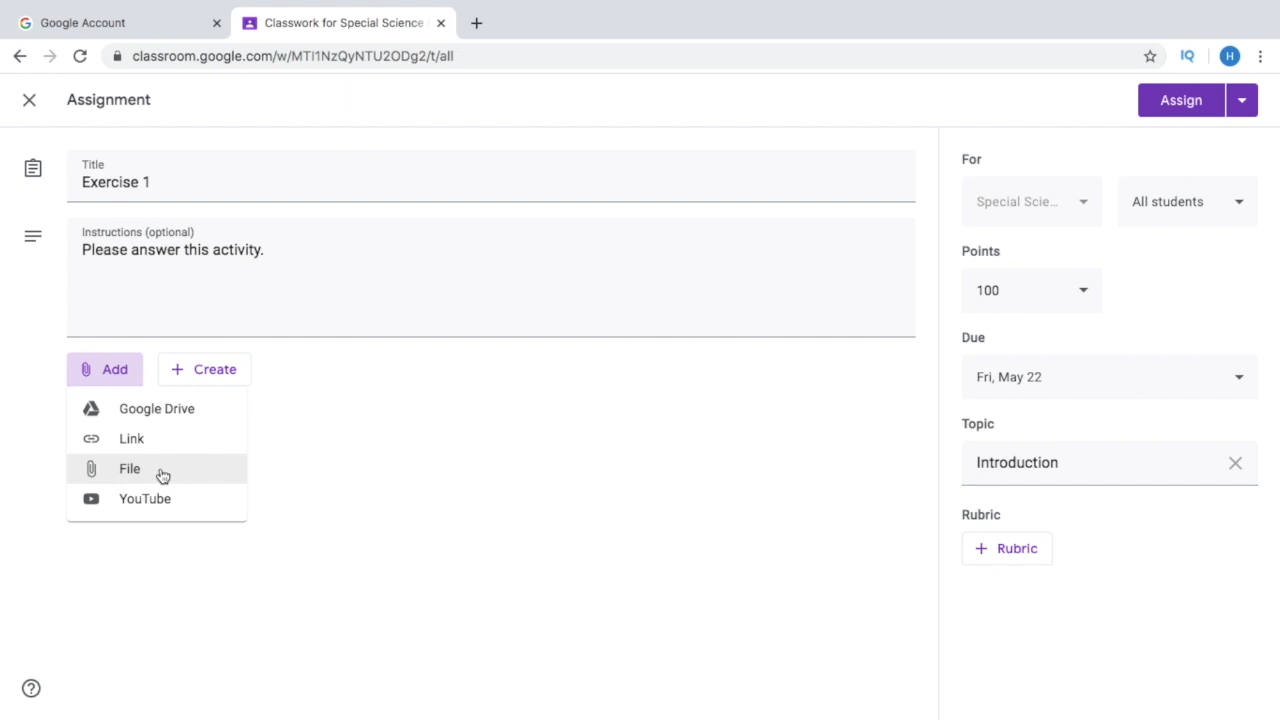 Google Account
Classwork for Special Science
classroom.google.com/w/MTI1NzQyNTU2ODg2/t/all
IQ
H
Assignment
Assign
Title
Exercise 1
Instructions (optional)
Please answer this activity.
Add
Create
Google Drive
Link
File
YouTube
For
Special Scie...
All students
Points
100
Due
Fri, May 22
Topic
Introduction
Rubric
Rubric